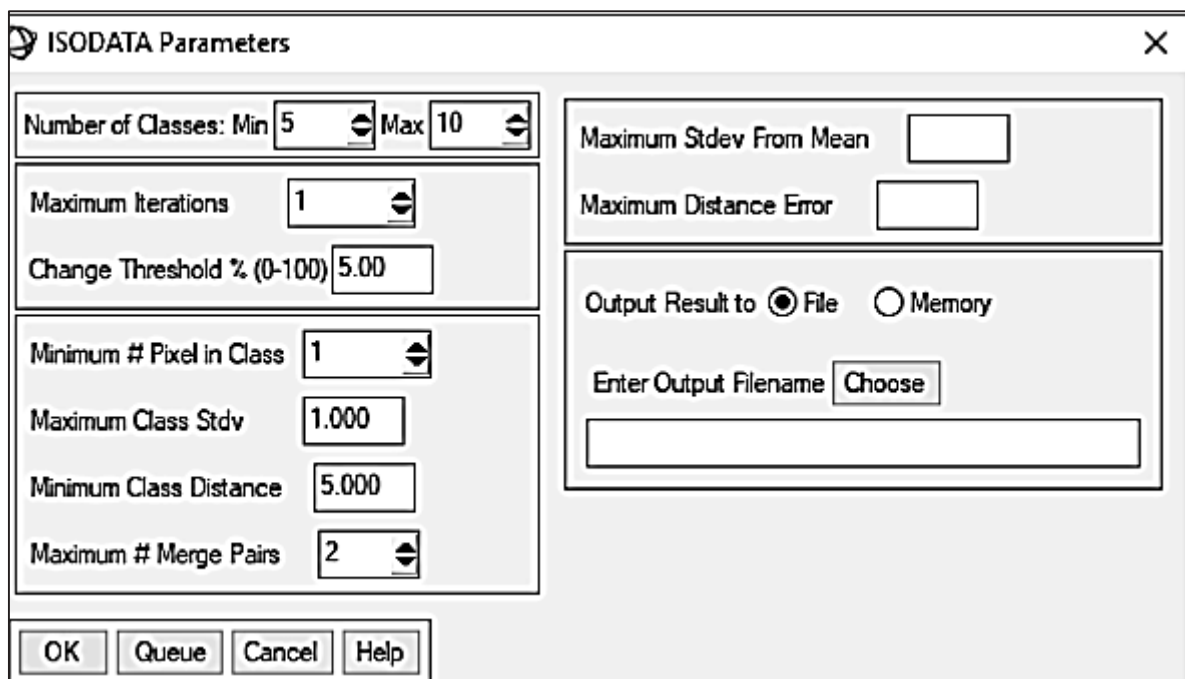 ISODATA Parameters
Number of Classes: Min 5 Max 10
Maximum Iterations 1
Change Threshold % (0-100) 5.00
Minimum # Pixel in Class 1
Maximum Class Stdv 1.000
Minimum Class Distance 5.000
Maximum # Merge Pairs 2
Maximum Stdev From Mean
Maximum Distance Error
Output Result to File Memory
Enter Output Filename Choose
OK Queue Cancel Help